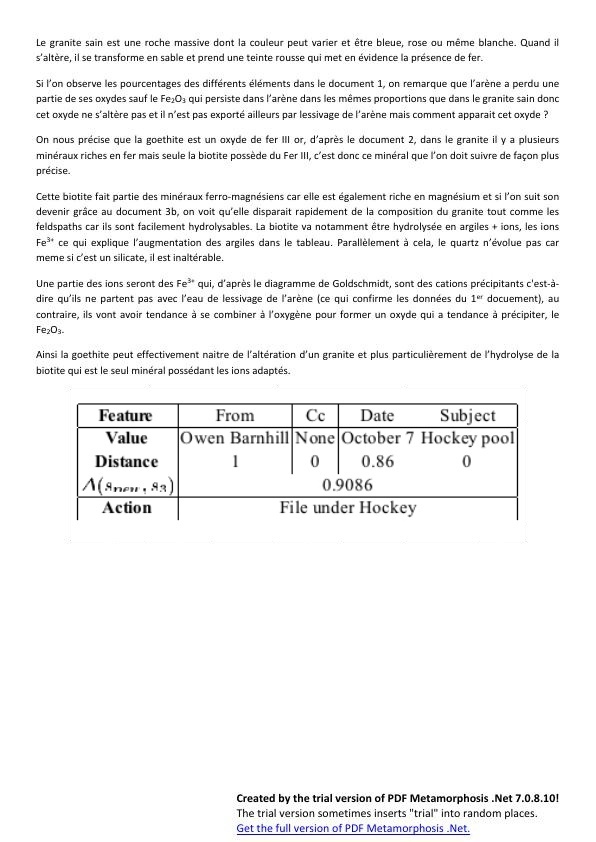 Le granite sain est une roche massive dont la couleur peut varier et être bleue, rose ou même blanche. Quand il
s’altère, il se transforme en sable et prend une teinte rousse qui met en évidence la présence de fer.
Si l’on observe les pourcentages des différents éléments dans le document 1, on remarque que l’arène a perdu une
partie de ses oxydes sauf le Fe₂O₃ qui persiste dans l’arène dans les mêmes proportions que dans le granite sain donc
cet oxyde ne s’altère pas et il n’est pas exporté ailleurs par lessivage de l’arène mais comment apparait cet oxyde ?
On nous précise que la goethite est un oxyde de fer III or, d’après le document 2, dans le granite il y a plusieurs
minéraux riches en fer mais seule la biotite possède du Fer III, c’est donc ce minéral que l’on doit suivre de façon plus
précise.
Cette biotite fait partie des minéraux ferro-magnésiens car elle est également riche en magnésium et si l’on suit son
devenir grâce au document 3b, on voit qu’elle disparait rapidement de la composition du granite tout comme les
feldspaths car ils sont facilement hydrolysables. La biotite va notamment être hydrolysée en argiles + ions, les ions
Fe³⁺ ce qui explique l’augmentation des argiles dans le tableau. Parallèlement à cela, le quartz n’évolue pas car
meme si c’est un silicate, il est inaltérable.
Une partie des ions seront des Fe³⁺ qui, d’après le diagramme de Goldschmidt, sont des cations précipitants c'est-à-
dire qu’ils ne partent pas avec l’eau de lessivage de l’arène (ce qui confirme les données du 1ᵉʳ docuement), au
contraire, ils vont avoir tendance à se combiner à l’oxygène pour former un oxyde qui a tendance à précipiter, le
Fe₂O₃.
Ainsi la goethite peut effectivement naitre de l’altération d’un granite et plus particulièrement de l’hydrolyse de la
biotite qui est le seul minéral possédant les ions adaptés.
Feature From Cc Date Subject
Value Owen Barnhill None October 7 Hockey pool
Distance 1 0 0.86 0
0.9086
Action File under Hockey
Created by the trial version of PDF Metamorphosis .Net 7.0.8.10!
The trial version sometimes inserts "trial" into random places.
Get the full version of PDF Metamorphosis .Net.